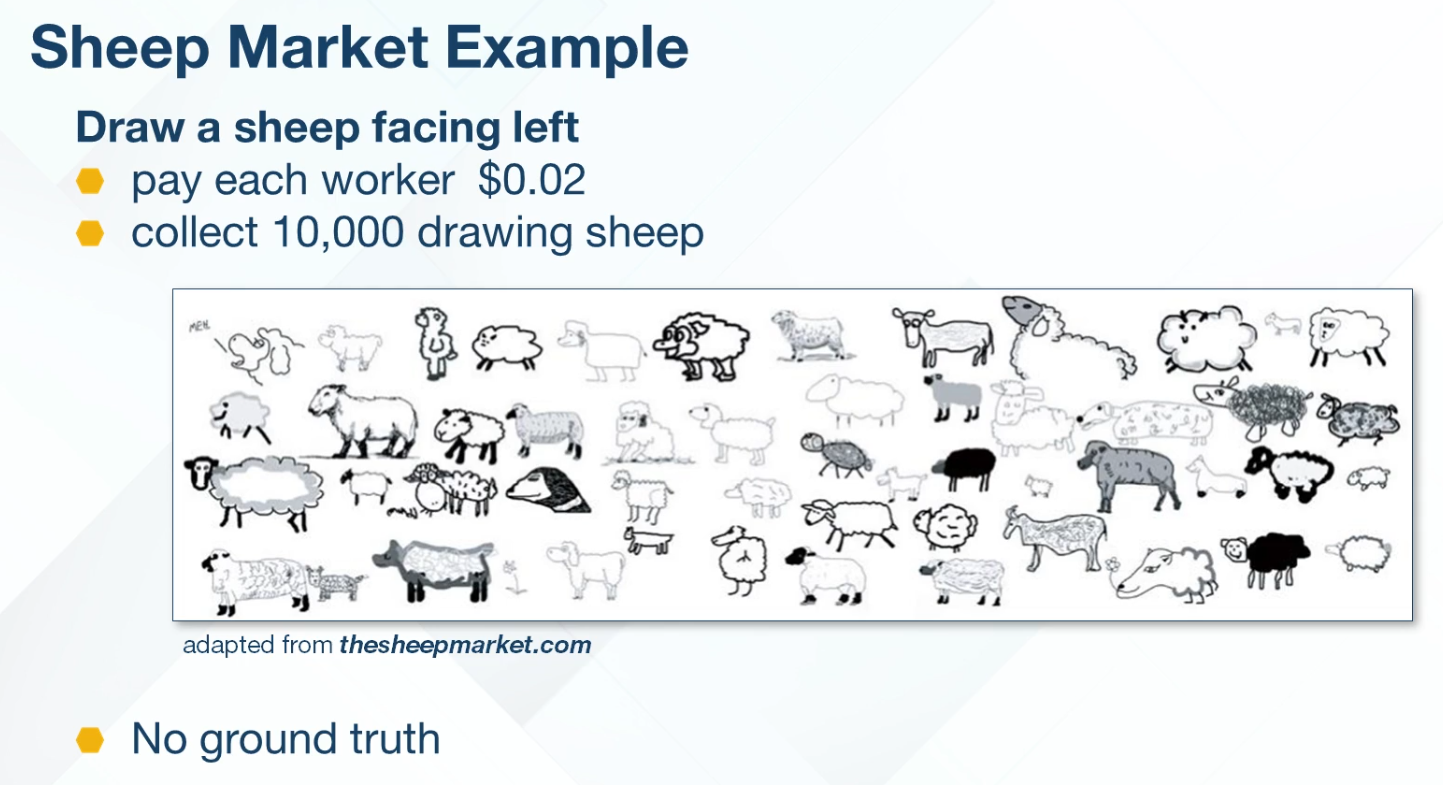 Sheep Market Example
Draw a sheep facing left
pay each worker $0.02
collect 10,000 drawing sheep
MEH.
adapted from thesheepmarket.com
No ground truth